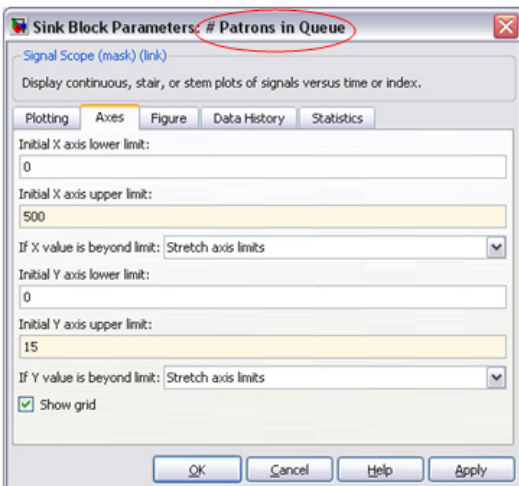 Sink Block Parameters: # Patrons in Queue
Signal Scope (mask) (link)
Display continuous, stair, or stem plots of signals versus time or index.
Plotting Axes Figure Data History Statistics
Initial X axis lower limit:
0
Initial X axis upper limit:
500
If X value is beyond limit: Stretch axis limits
Initial Y axis lower limit:
0
Initial Y axis upper limit:
15
If Y value is beyond limit: Stretch axis limits
Show grid
OK Cancel Help Apply